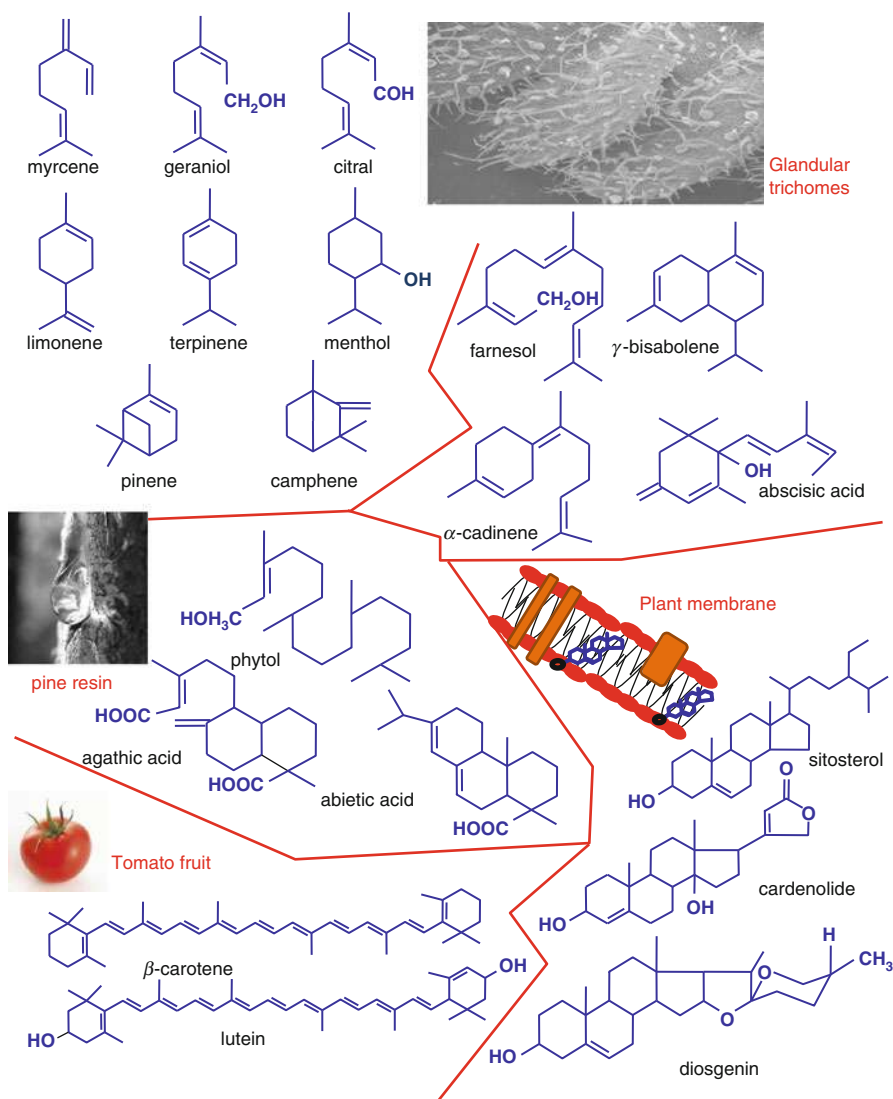 CH₂OH
COH
myrcene
geraniol
citral
Glandular
trichomes
OH
limonene
terpinene
menthol
CH₂OH
farnesol
γ-bisabolene
pinene
camphene
OH
abscisic acid
α-cadinene
HOH₃C
phytol
pine resin
HOOC
agathic acid
HOOC
abietic acid
HOOC
Plant membrane
sitosterol
HO
O
O
cardenolide
OH
HO
Tomato fruit
β-carotene
OH
lutein
HO
H
CH₃
O
O
HO
diosgenin